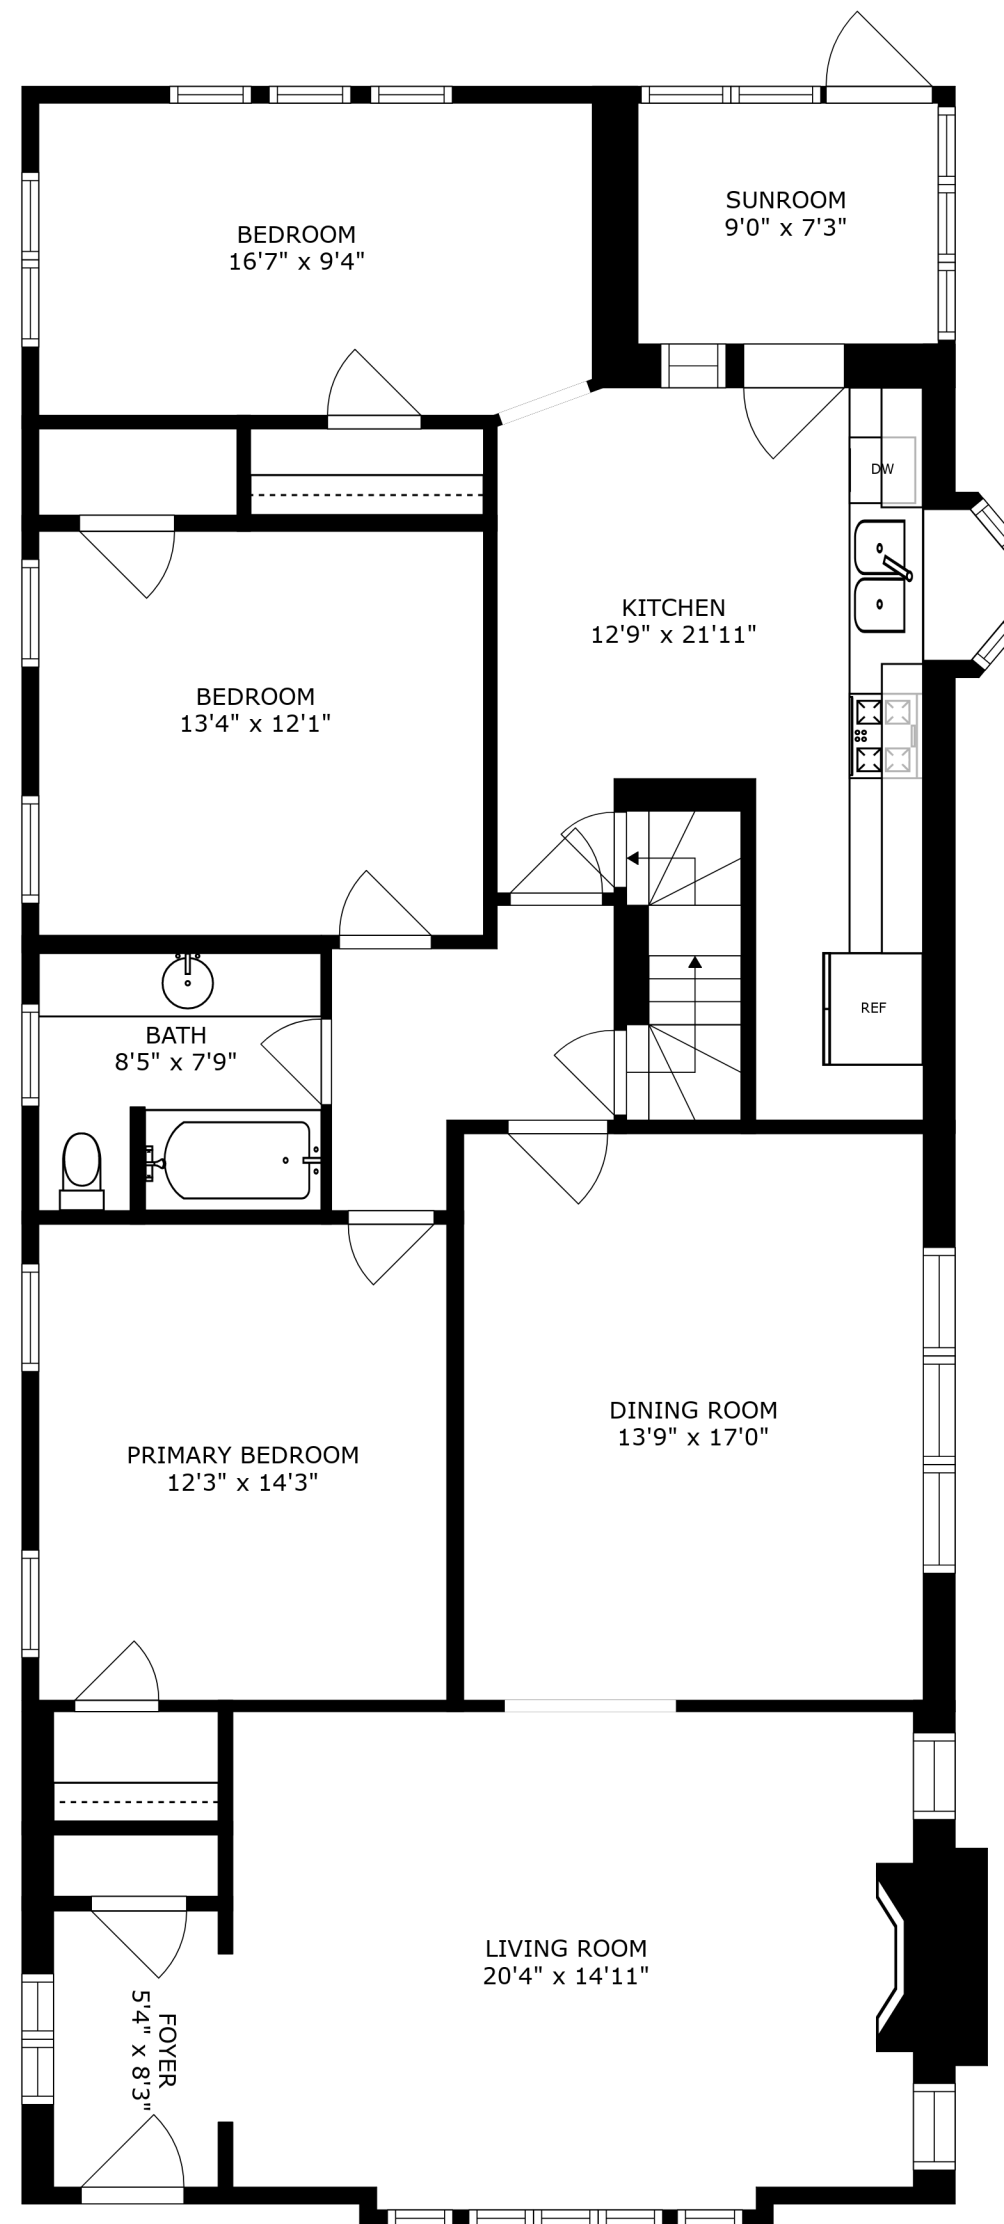 SUNROOM
9'0" x 7'3"
BEDROOM
16'7" x 9'4"
DW
KITCHEN
12'9" x 21'11"
BEDROOM
13'4" x 12'1"
REF
BATH
8'5" x 7'9"
DINING ROOM
13'9" x 17'0"
PRIMARY BEDROOM
12'3" x 14'3"
LIVING ROOM
20'4" x 14'11"
FOYER
5'4" x 8'3"